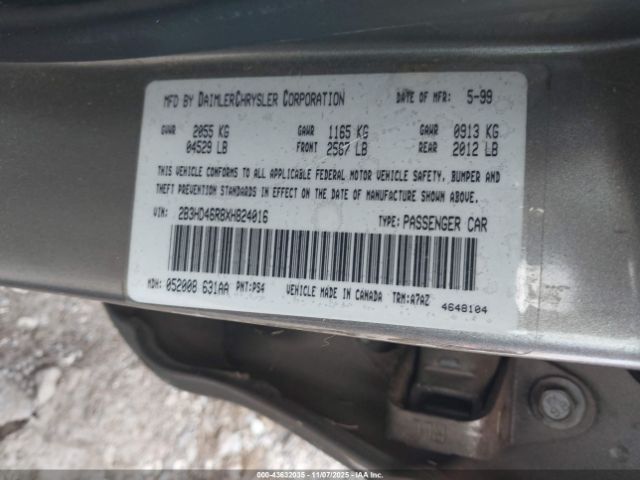 MFD BY DAIMLERCHRYSLER CORPORATION DATE OF MFR: 5-99
GVWR 2055 KG GAWR 1165 KG GAWR 0913 KG
04529 LB FRONT 2567 LB REAR 2012 LB
THIS VEHICLE CONFORMS TO ALL APPLICABLE FEDERAL MOTOR VEHICLE SAFETY, BUMPER AND
THEFT PREVENTION STANDARDS IN EFFECT ON THE DATE OF MANUFACTURE SHOWN ABOVE.
VIN: 2B3HD46R8XH824016 TYPE: PASSENGER CAR
MDH: 052008 631AA PNT: PS4 VEHICLE MADE IN CANADA TRM: A7AZ
4648104
000-43632035 - 11/07/2025 - IAAI Copart